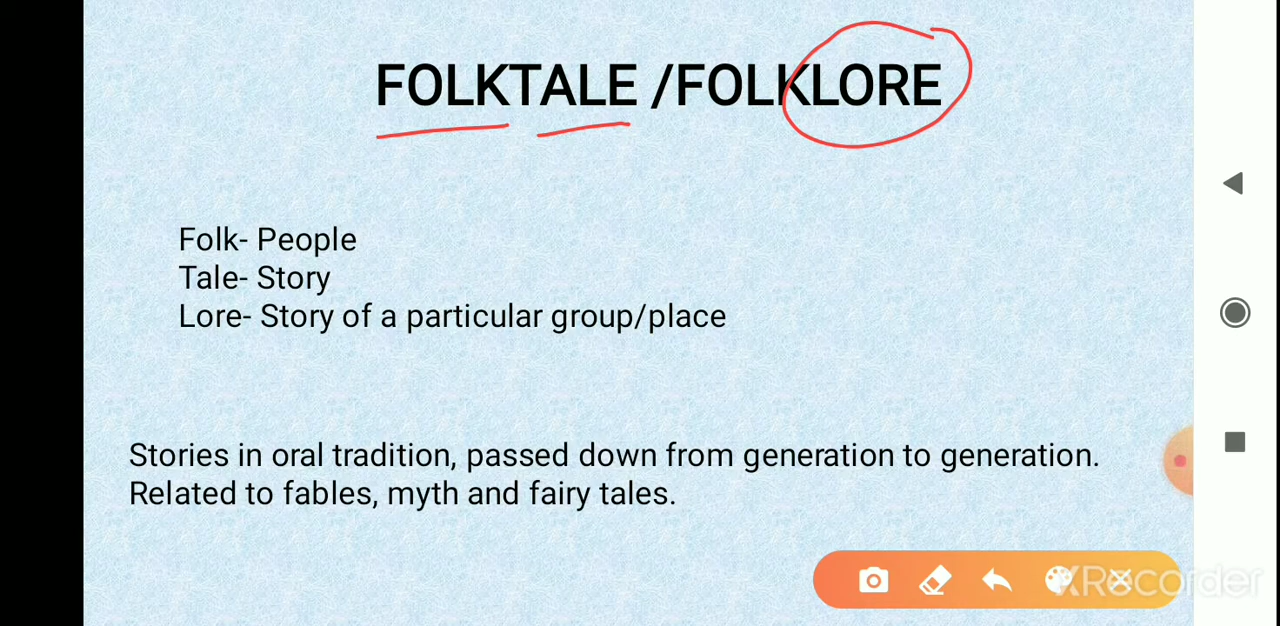 FOLKTALE /FOLKLORE
Folk- People
Tale- Story
Lore- Story of a particular group/place
Stories in oral tradition, passed down from generation to generation.
Related to fables, myth and fairy tales.
XRecorder